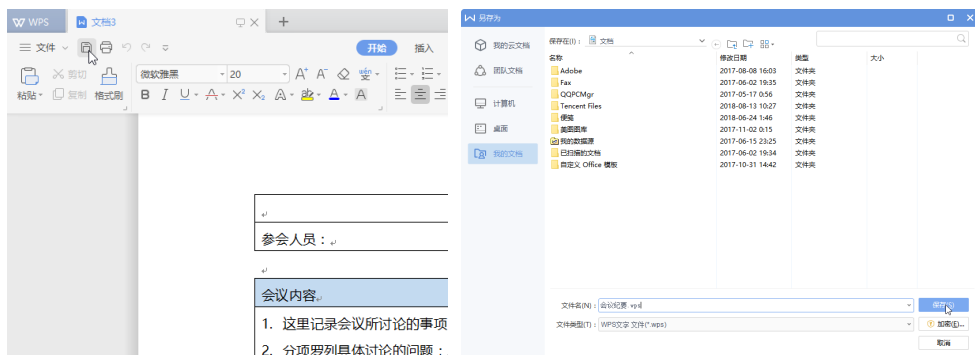 WPS 文档3
文件
开始 插入
剪切 微软雅黑 20 A⁺ A⁻ wén
粘贴 复制 格式刷 B I U A X² X₂ A ab A A
参会人员：
会议内容
1. 这里记录会议所讨论的事项
2. 分项罗列具体讨论的问题；
另存为
我的云文档
团队文档
计算机
桌面
我的文档
保存在(I)： 文档
名称 修改日期 类型 大小
Adobe 2017-08-08 16:03 文件夹
Fax 2017-06-02 19:35 文件夹
QQPCMgr 2017-05-17 0:56 文件夹
Tencent Files 2018-08-13 10:27 文件夹
便笺 2018-06-24 1:46 文件夹
美图图库 2017-11-02 0:15 文件夹
我的数据源 2017-06-15 23:25 文件夹
已扫描的文档 2017-06-02 19:34 文件夹
自定义 Office 模板 2017-10-31 14:42 文件夹
文件名(N)： 会议纪要.wps 保存(S)
文件类型(T)： WPS文字 文件(*.wps) 加密(E)...
取消